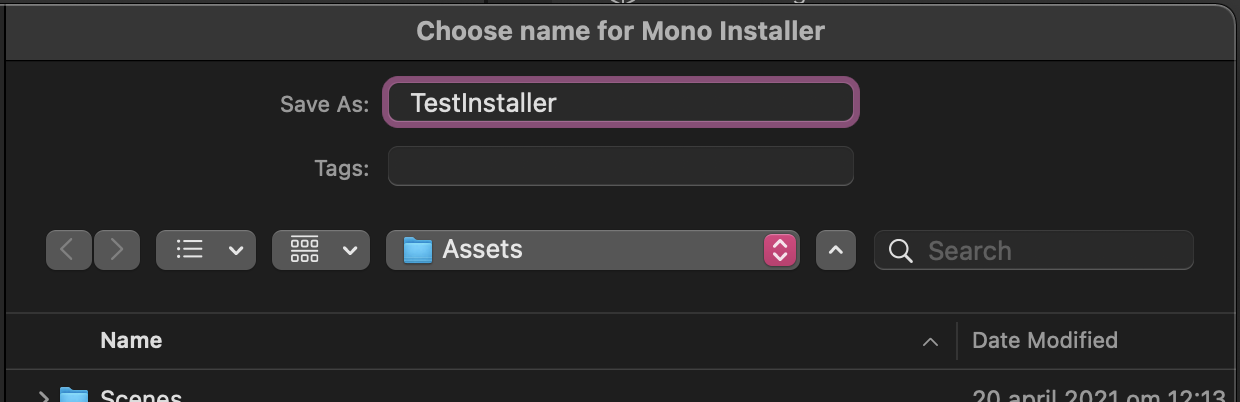 Choose name for Mono Installer
Save As: TestInstaller
Tags:
Assets Search
Name Date Modified
Scenes 20 april 2021 om 12:13